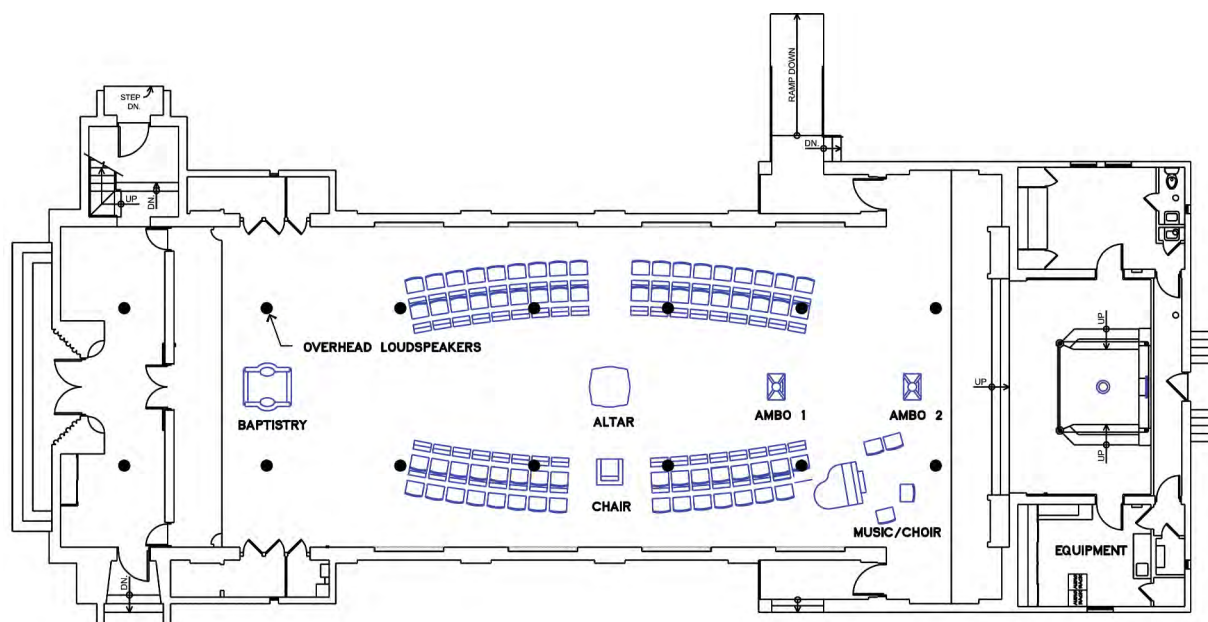 STEP
DN.
UP
DN.
RAMP DOWN
DN.
OVERHEAD LOUDSPEAKERS
BAPTISTRY
ALTAR
AMBO 1
AMBO 2
UP
UP
UP
CHAIR
MUSIC/CHOIR
EQUIPMENT
DN.